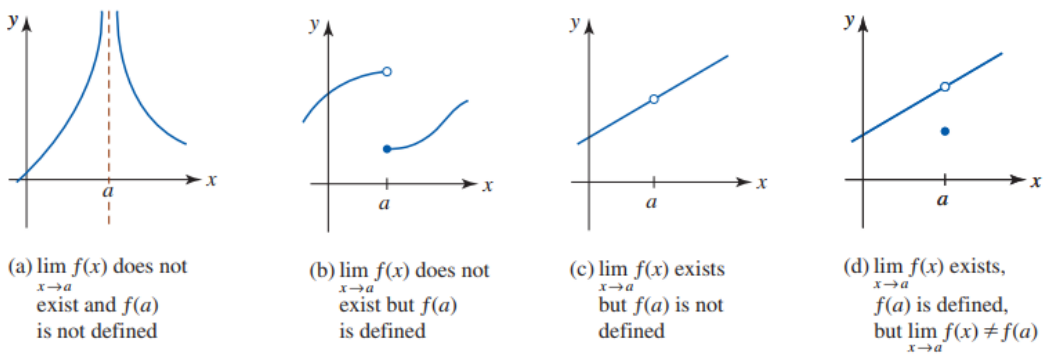 y
x
a
(a) lim f(x) does not
x→a
exist and f(a)
is not defined
y
x
a
(b) lim f(x) does not
x→a
exist but f(a)
is defined
y
x
a
(c) lim f(x) exists
x→a
but f(a) is not
defined
y
x
a
(d) lim f(x) exists,
x→a
f(a) is defined,
but lim f(x) ≠ f(a)
x→a